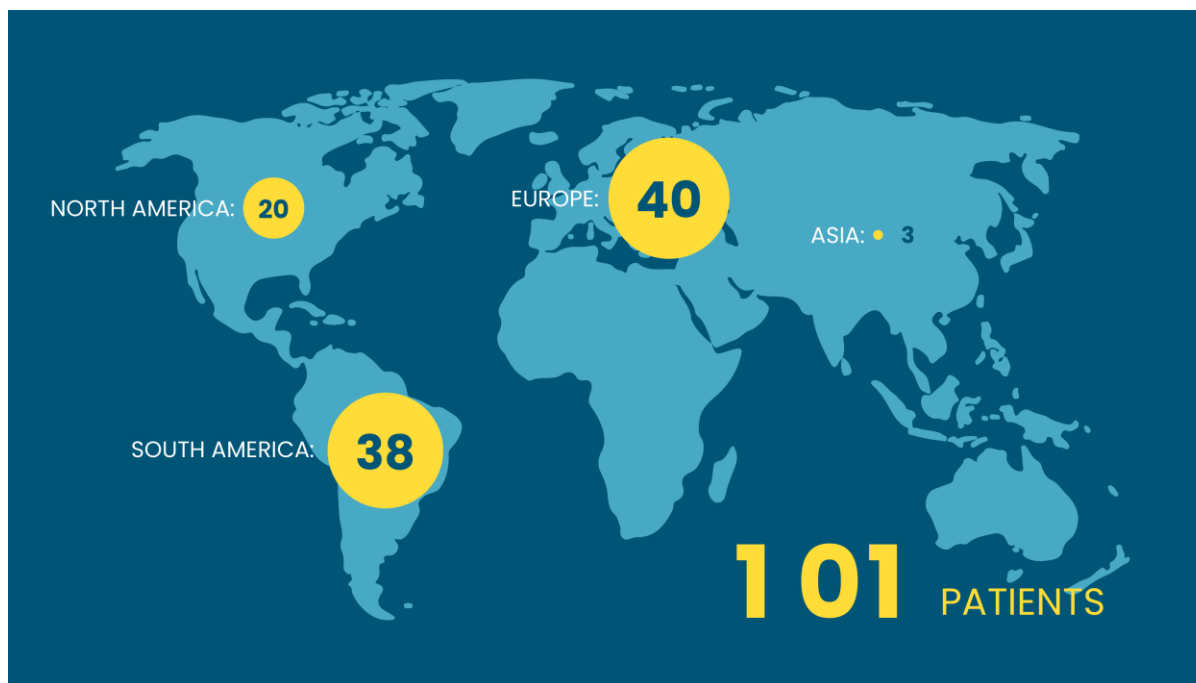 NORTH AMERICA: 20
EUROPE: 40
ASIA: 3
SOUTH AMERICA: 38
101 PATIENTS